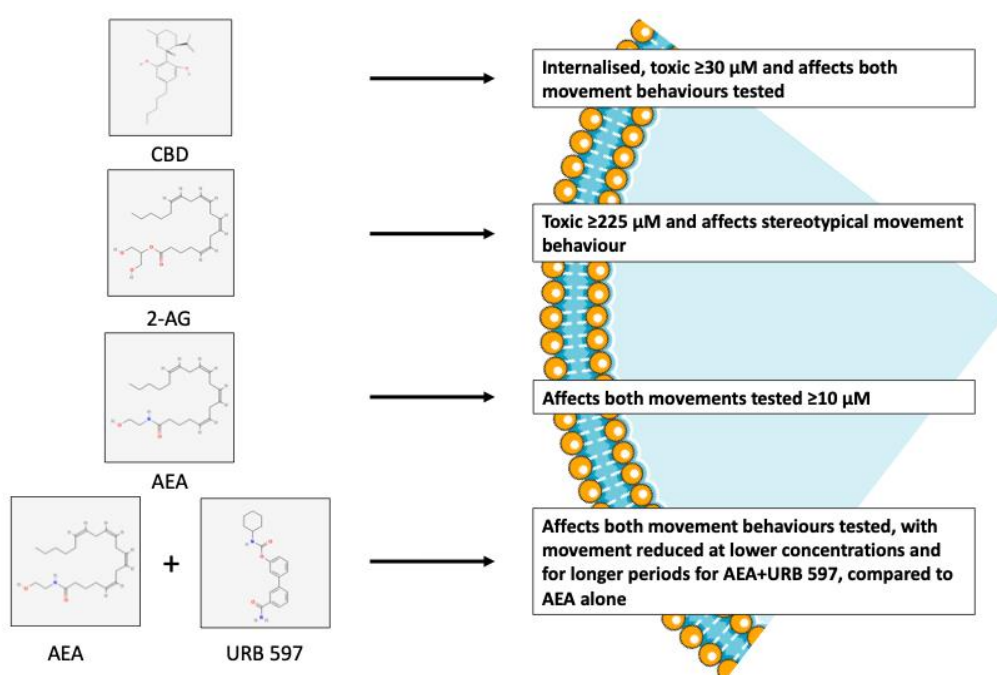 CBD
Internalised, toxic ≥30 µM and affects both
movement behaviours tested
2-AG
Toxic ≥225 µM and affects stereotypical movement
behaviour
AEA
Affects both movements tested ≥10 µM
AEA
+
URB 597
Affects both movement behaviours tested, with
movement reduced at lower concentrations and
for longer periods for AEA+URB 597, compared to
AEA alone